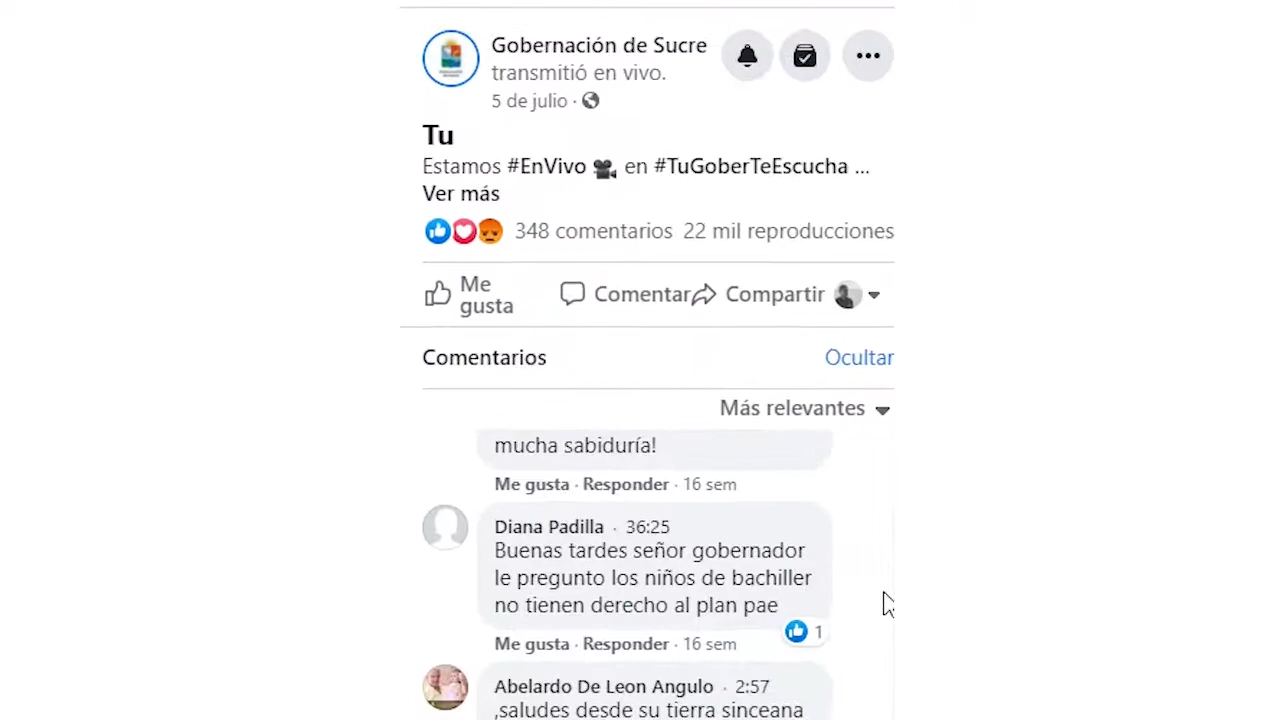 Gobernación de Sucre
transmitió en vivo.
5 de julio ·
Tu
Estamos #EnVivo 🎥 en #TuGoberTeEscucha ...
Ver más
348 comentarios 22 mil reproducciones
Me gusta
Comentar
Compartir
Comentarios
Ocultar
Más relevantes
mucha sabiduría!
Me gusta · Responder · 16 sem
Diana Padilla · 36:25
Buenas tardes señor gobernador
le pregunto los niños de bachiller
no tienen derecho al plan pae
1
Me gusta · Responder · 16 sem
Abelardo De Leon Angulo · 2:57
,saludes desde su tierra sinceana